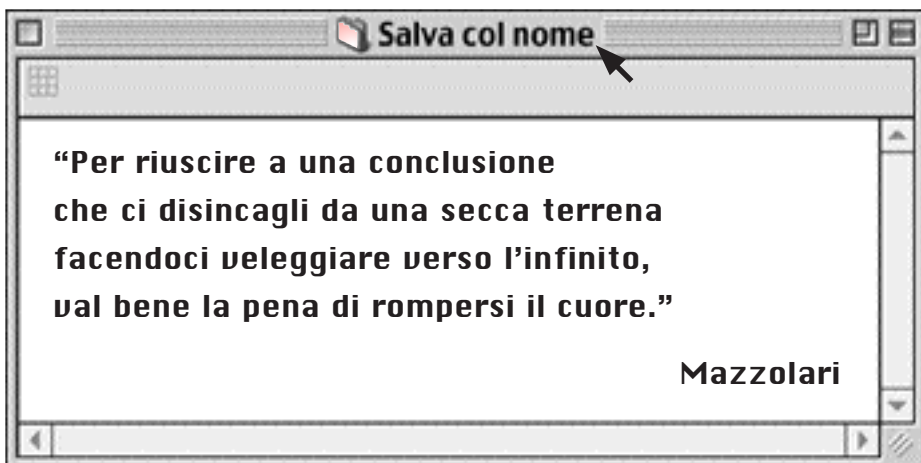 Salva col nome
“Per riuscire a una conclusione
che ci disincagli da una secca terrena
facendoci veleggiare verso l’infinito,
val bene la pena di rompersi il cuore.”
Mazzolari